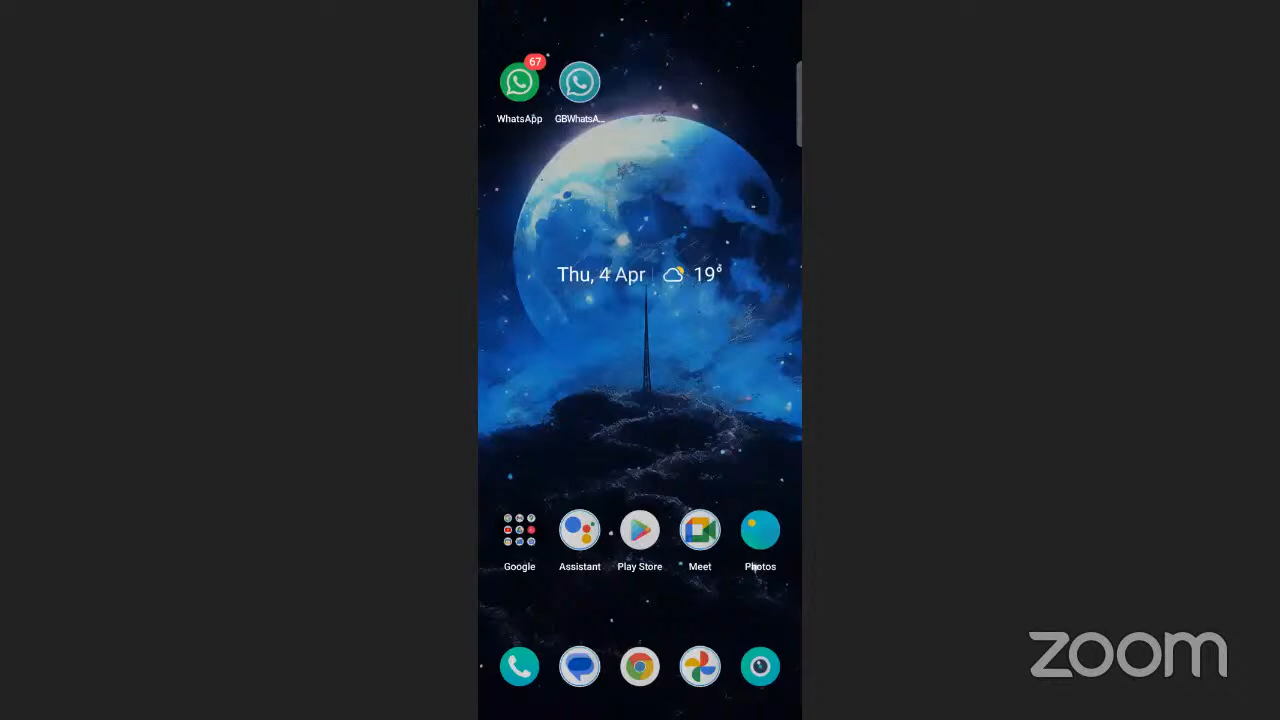 67
WhatsApp
GBWhatsA...
Thu, 4 Apr
19°
Google
Assistant
Play Store
Meet
Photos
zoom